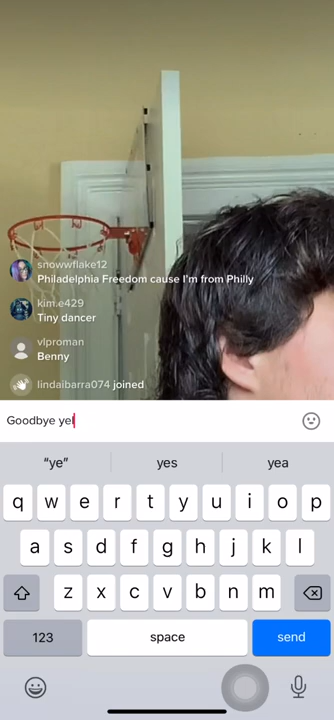 snowwflake12
Philadelphia Freedom cause I'm from Philly
kim.e429
Tiny dancer
vlproman
Benny
lindaibarra074 joined
Goodbye yel
"ye" yes yea
q w e r t y u i o p
a s d f g h j k l
z x c v b n m
123 space send